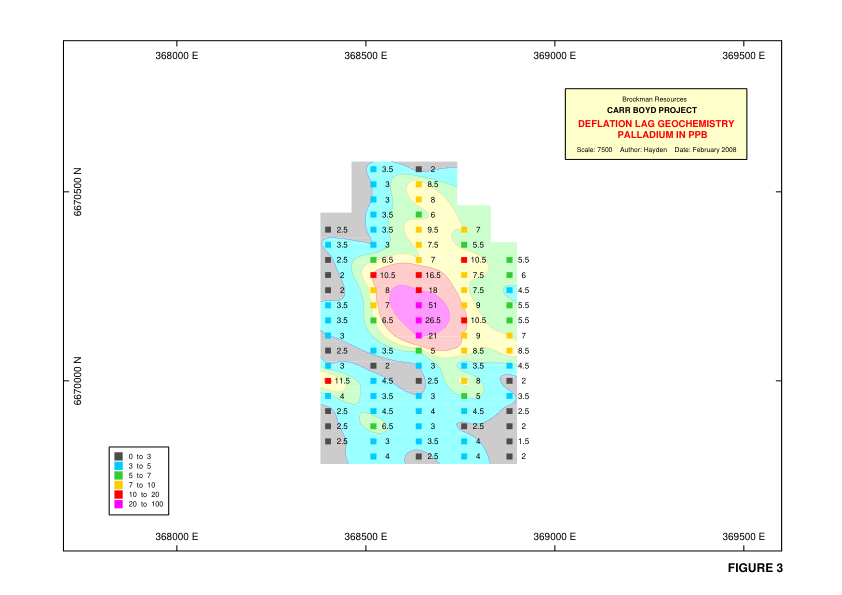 368000 E 368500 E 369000 E 369500 E
Brockman Resources
CARR BOYD PROJECT
DEFLATION LAG GEOCHEMISTRY
PALLADIUM IN PPB
Scale: 7500 Author: Hayden Date: February 2008
6670500 N
6670000 N
3.5 2
3 8.5
3 8
3.5 6
2.5 3.5 9.5 7
3.5 3 7.5 5.5
2.5 6.5 7 10.5 5.5
2 10.5 16.5 7.5 6
2 8 18 7.5 4.5
3.5 7 51 9 5.5
3.5 6.5 26.5 10.5 5.5
3 21 9 7
2.5 3.5 5 8.5 8.5
3 2 3 3.5 4.5
11.5 4.5 2.5 8 2
4 3.5 3 5 3.5
2.5 4.5 4 4.5 2.5
2.5 6.5 3 2.5 2
2.5 3 3.5 4 1.5
4 2.5 4 2
0 to 3
3 to 5
5 to 7
7 to 10
10 to 20
20 to 100
368000 E 368500 E 369000 E 369500 E
FIGURE 3